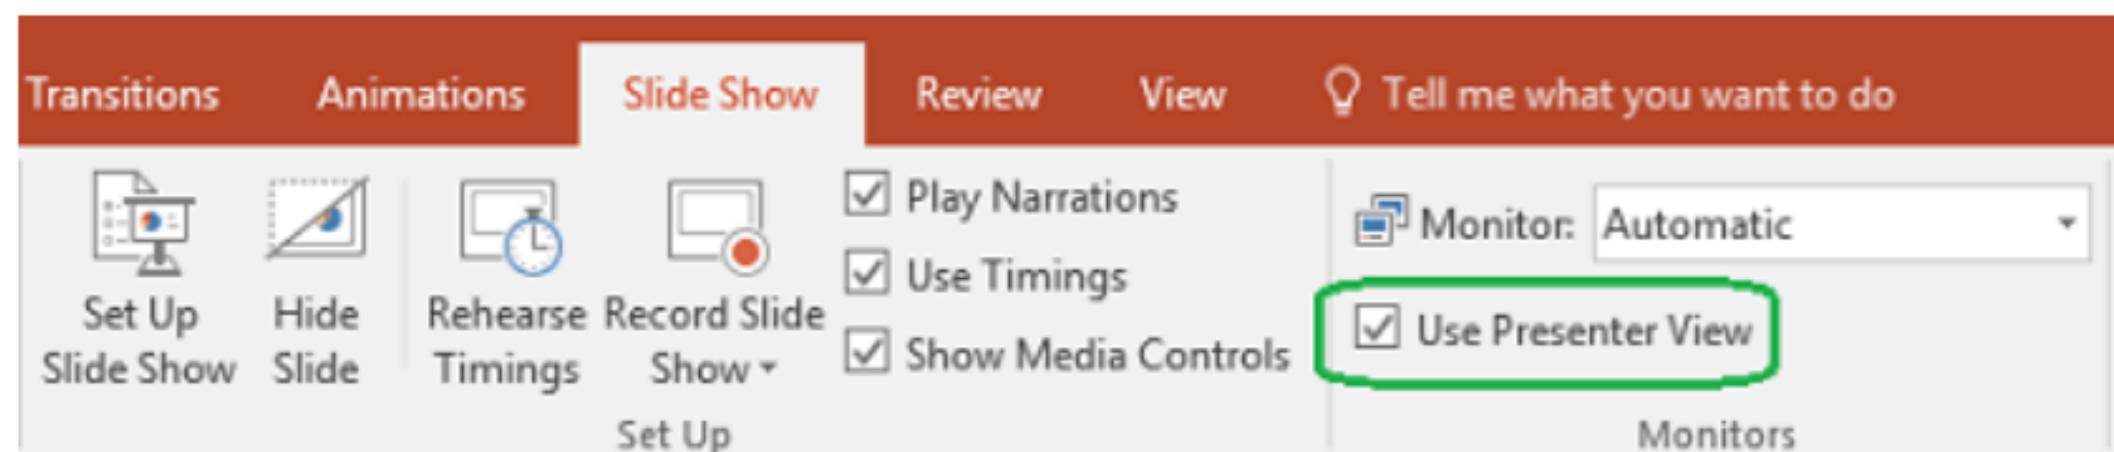 Transitions Animations Slide Show Review View Tell me what you want to do
Set Up
Slide Show
Hide
Slide
Rehearse
Timings
Record Slide
Show
Play Narrations
Use Timings
Show Media Controls
Set Up
Monitor: Automatic
Use Presenter View
Monitors